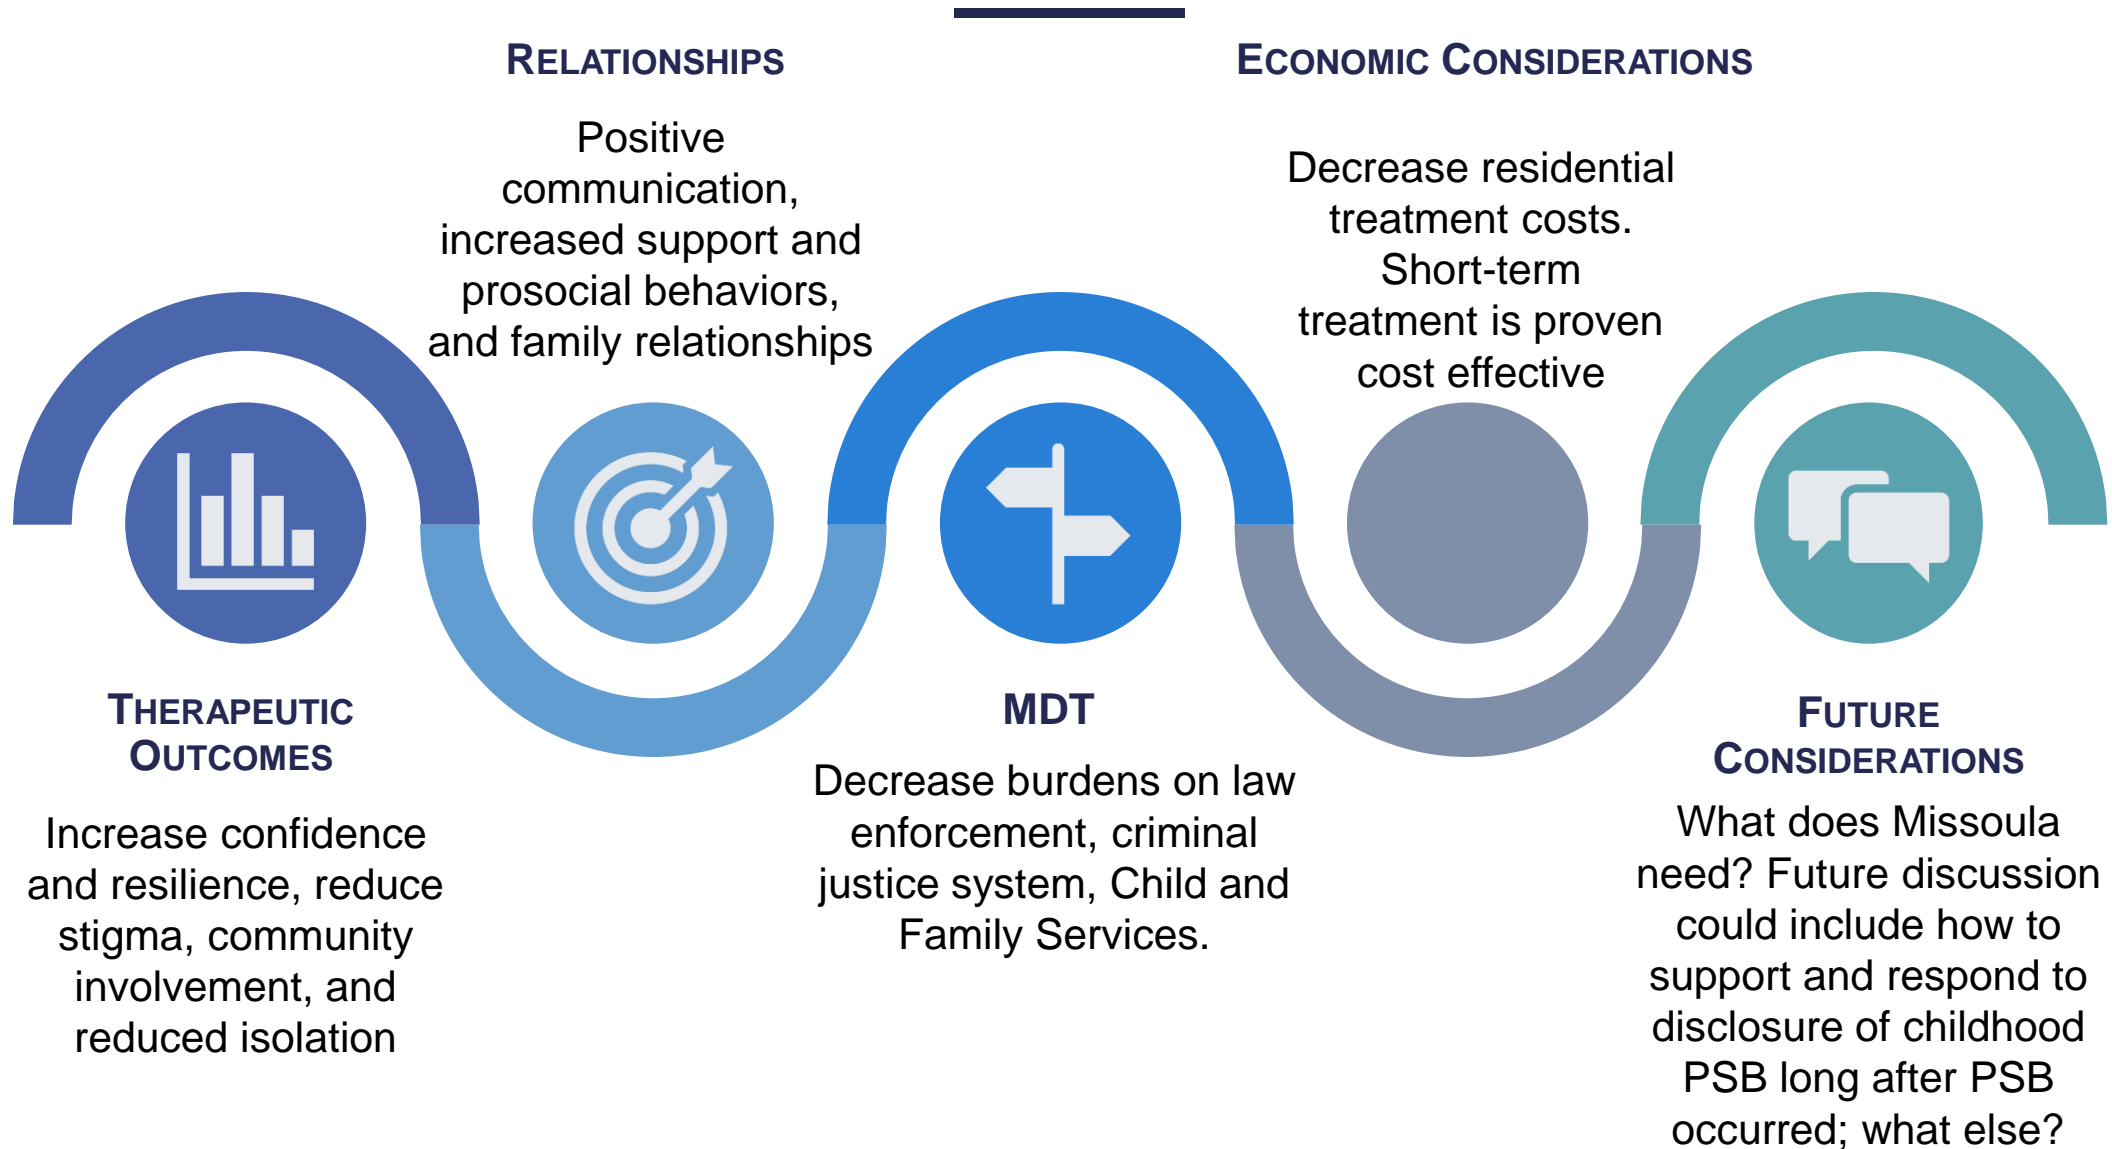 RELATIONSHIPS
Positive
communication,
increased support and
prosocial behaviors,
and family relationships
ECONOMIC CONSIDERATIONS
Decrease residential
treatment costs.
Short-term
treatment is proven
cost effective
THERAPEUTIC
OUTCOMES
Increase confidence
and resilience, reduce
stigma, community
involvement, and
reduced isolation
MDT
Decrease burdens on law
enforcement, criminal
justice system, Child and
Family Services.
FUTURE
CONSIDERATIONS
What does Missoula
need? Future discussion
could include how to
support and respond to
disclosure of childhood
PSB long after PSB
occurred; what else?